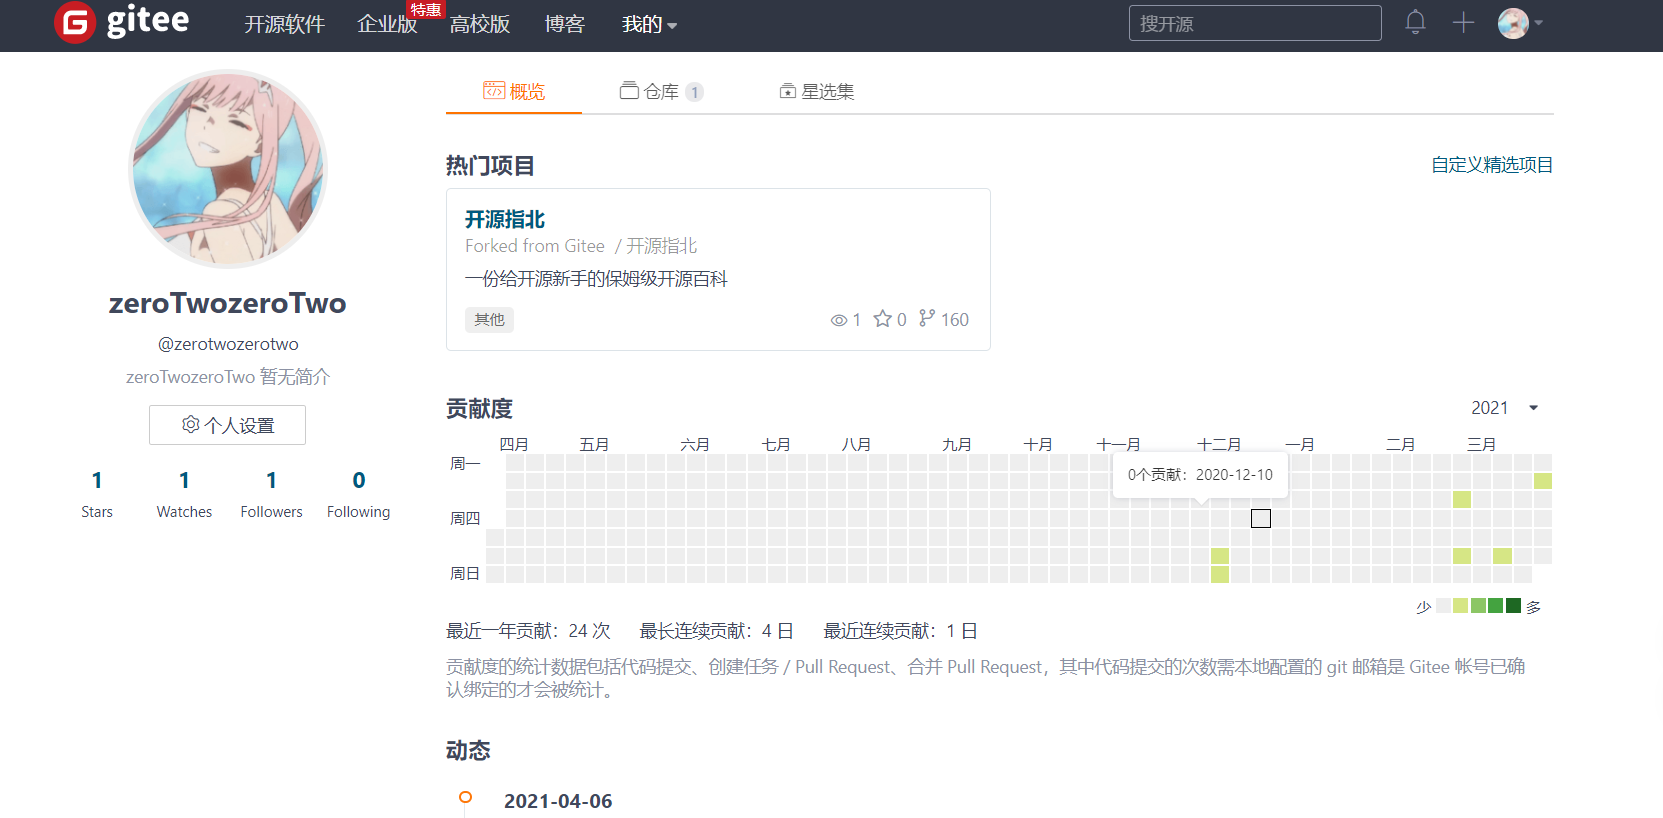 gitee 开源软件 企业版 特惠 高校版 博客 我的 搜开源
概览 仓库 1 星选集
热门项目 自定义精选项目
开源指北
Forked from Gitee / 开源指北
一份给开源新手的保姆级开源百科
其他 1 0 160
zeroTwozeroTwo
@zerotwozerotwo
zeroTwozeroTwo 暂无简介
个人设置
1 1 1 0
Stars Watches Followers Following
贡献度 2021
四月 五月 六月 七月 八月 九月 十月 十一月 十二月 一月 二月 三月
周一
0个贡献：2020-12-10
周四
周日
少 多
最近一年贡献：24 次 最长连续贡献：4 日 最近连续贡献：1 日
贡献度的统计数据包括代码提交、创建任务 / Pull Request、合并 Pull Request，其中代码提交的次数需本地配置的 git 邮箱是 Gitee 帐号已确
认绑定的才会被统计。
动态
2021-04-06